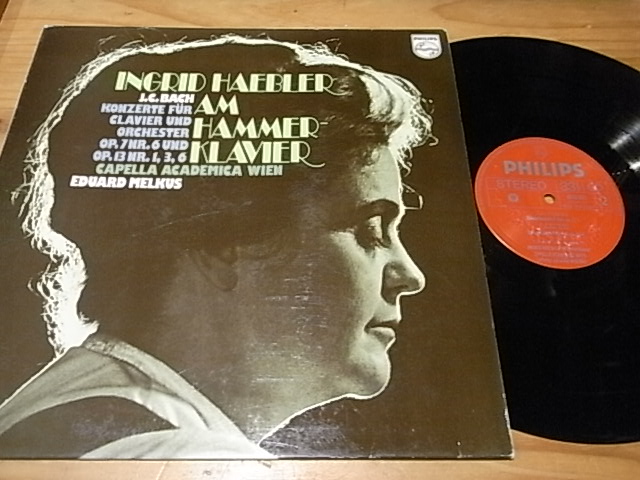 PHILIPS
INGRID HAEBLER
J.C. BACH AM
KONZERTE FÜR
CLAVIER UND HAMMER-
ORCHESTER
OP. 7 NR. 6 UND KLAVIER
OP. 13 NR. 1, 3, 6
CAPELLA ACADEMICA WIEN
EDUARD MELKUS
PHILIPS
STEREO
2